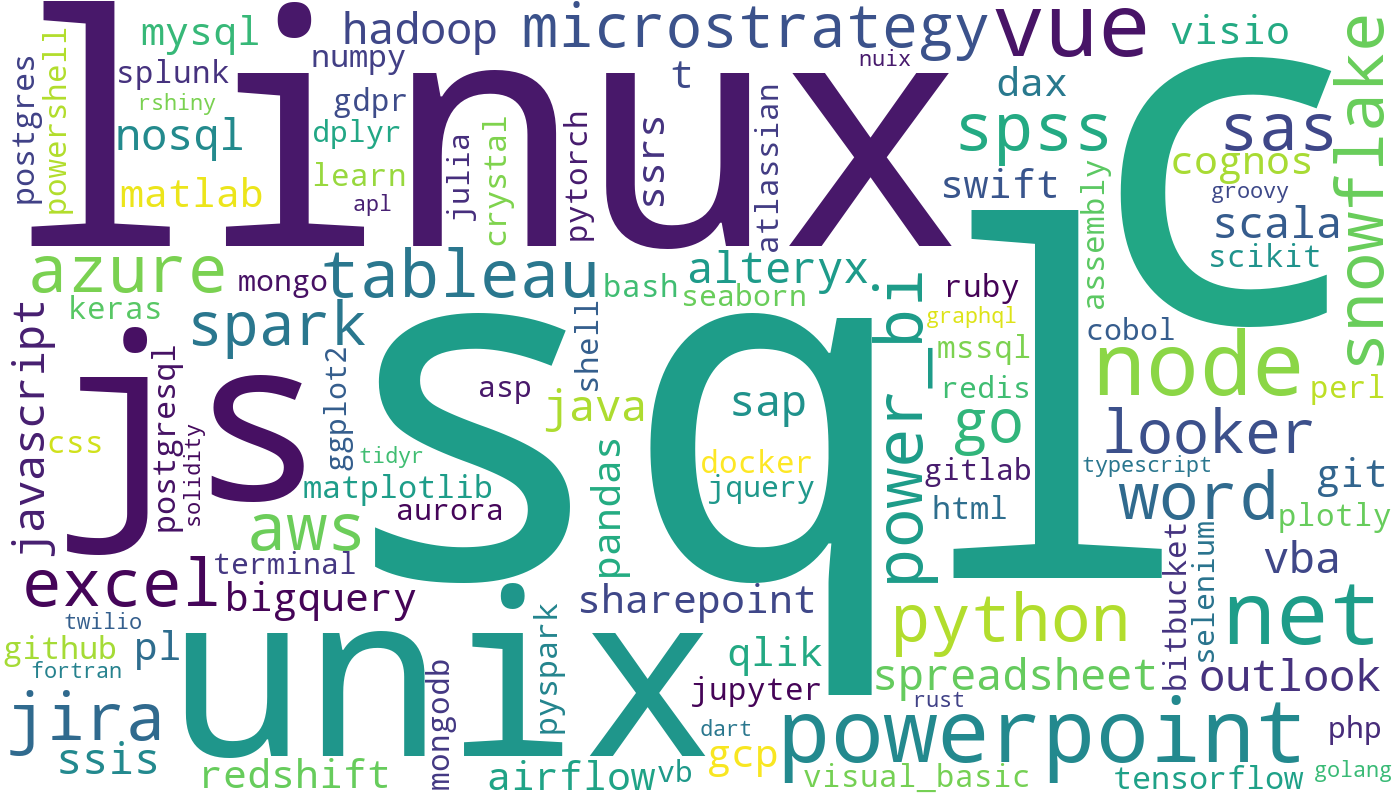 linux
mysql
hadoop
microstrategy
vue
visio
snowflake
postgres
powershell
splunk
numpy
t
nuix
dax
rshiny
gdpr
nosql
dplyr
learn
matlab
apl
julia
crystal
pytorch
ssrs
atlassian
spss
sas
cognos
swift
assembly
groovy
scala
scikit
c
azure
mongo
tableau
bash
seaborn
alteryx
keras
spark
shell
power_bi
ruby
graphql
cobol
javascript
js
postgresql
ggplot2
asp
java
sap
sql
mssql
redis
node
perl
css
solidity
tidyr
matplotlib
aurora
aws
pandas
docker
jquery
go
gitlab
html
looker
typescript
word
git
plotly
excel
terminal
bigquery
sharepoint
python
bitbucket
selenium
vba
net
twilio
github
pl
fortran
unix
pyspark
qlik
jupyter
spreadsheet
outlook
rust
jira
ssis
mongodb
dart
powerpoint
php
redshift
airflow
vb
gcp
visual_basic
tensorflow
golang